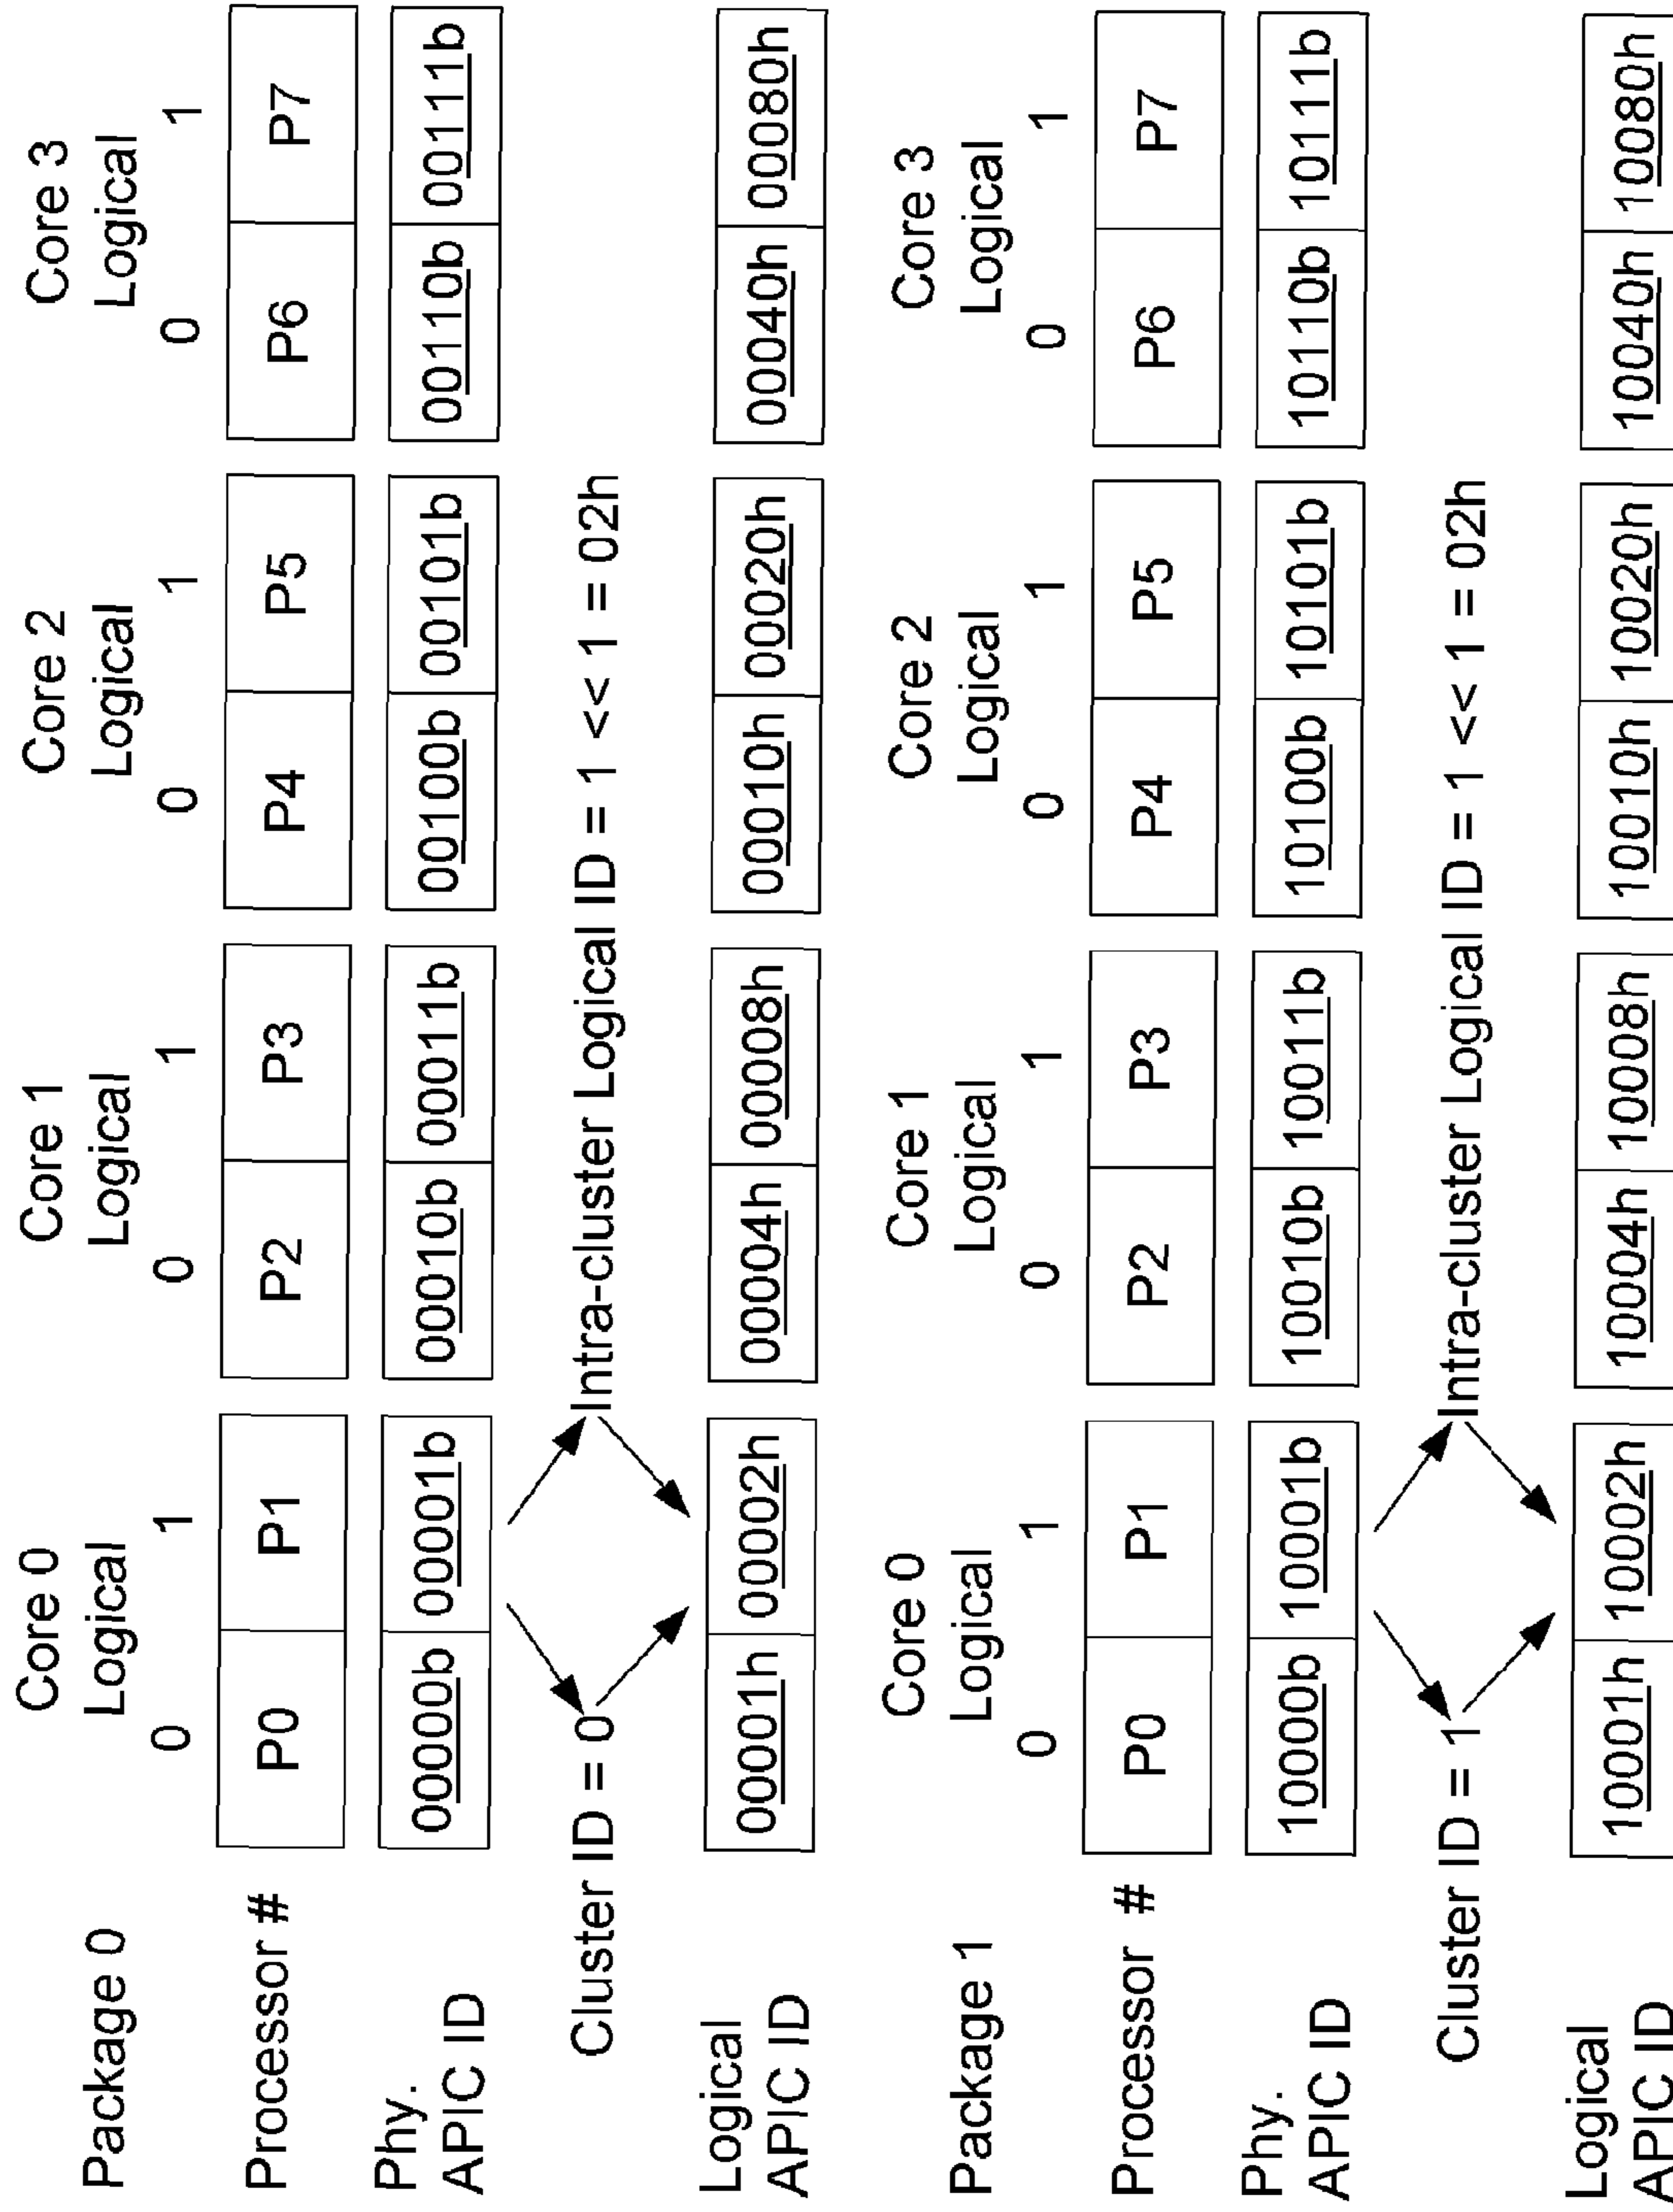 Package 0
Core 0 Core 1 Core 2 Core 3
Logical Logical Logical Logical
0 1 0 1 0 1 0 1
Processor # P0 P1 P2 P3 P4 P5 P6 P7
Phy.
APIC ID 00000b 00001b 00010b 00011b 00100b 00101b 00110b 00111b
Cluster ID = 0 Intra-cluster Logical ID = 1 << 1 = 02h
Logical
APIC ID 00001h 00002h 00004h 00008h 00010h 00020h 00040h 00080h
Package 1
Core 0 Core 1 Core 2 Core 3
Logical Logical Logical Logical
0 1 0 1 0 1 0 1
Processor # P0 P1 P2 P3 P4 P5 P6 P7
Phy.
APIC ID 10000b 10001b 10010b 10011b 10100b 10101b 10110b 10111b
Cluster ID = 1 Intra-cluster Logical ID = 1 << 1 = 02h
Logical
APIC ID 10001h 10002h 10004h 10008h 10010h 10020h 10040h 10080h